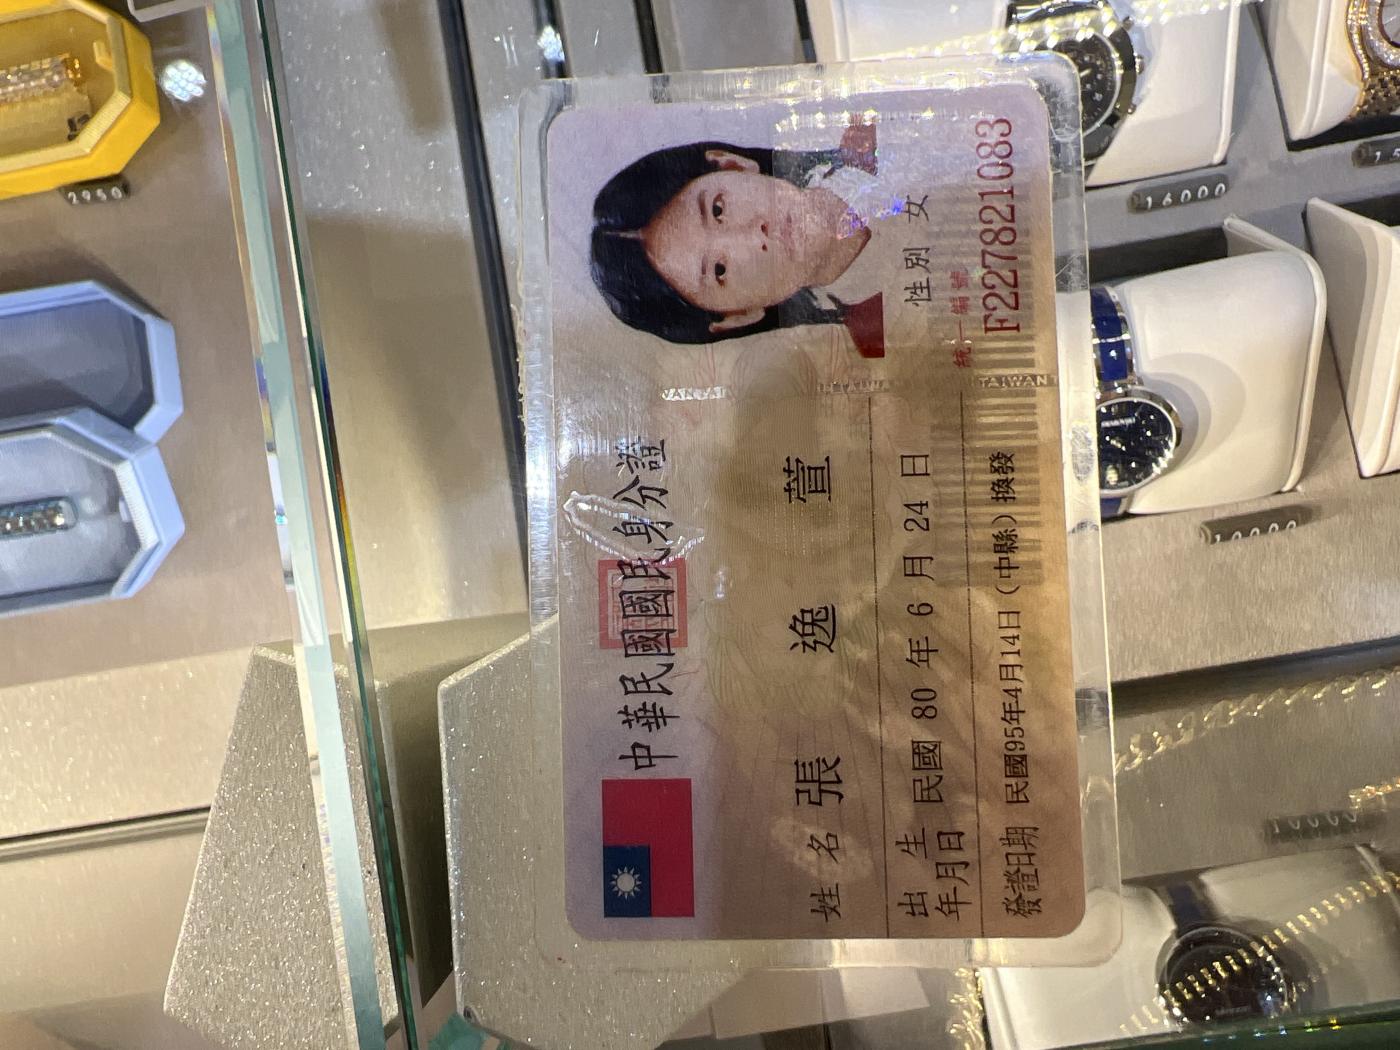 中華民國國民身分證
姓名 張逸萱
出生年月日 民國 80 年 6 月 24 日
性別 女
發證日期 民國95年4月14日（中縣）換發
統一編號
F227821083
TAIWAN
TAIWAN
2950
16000